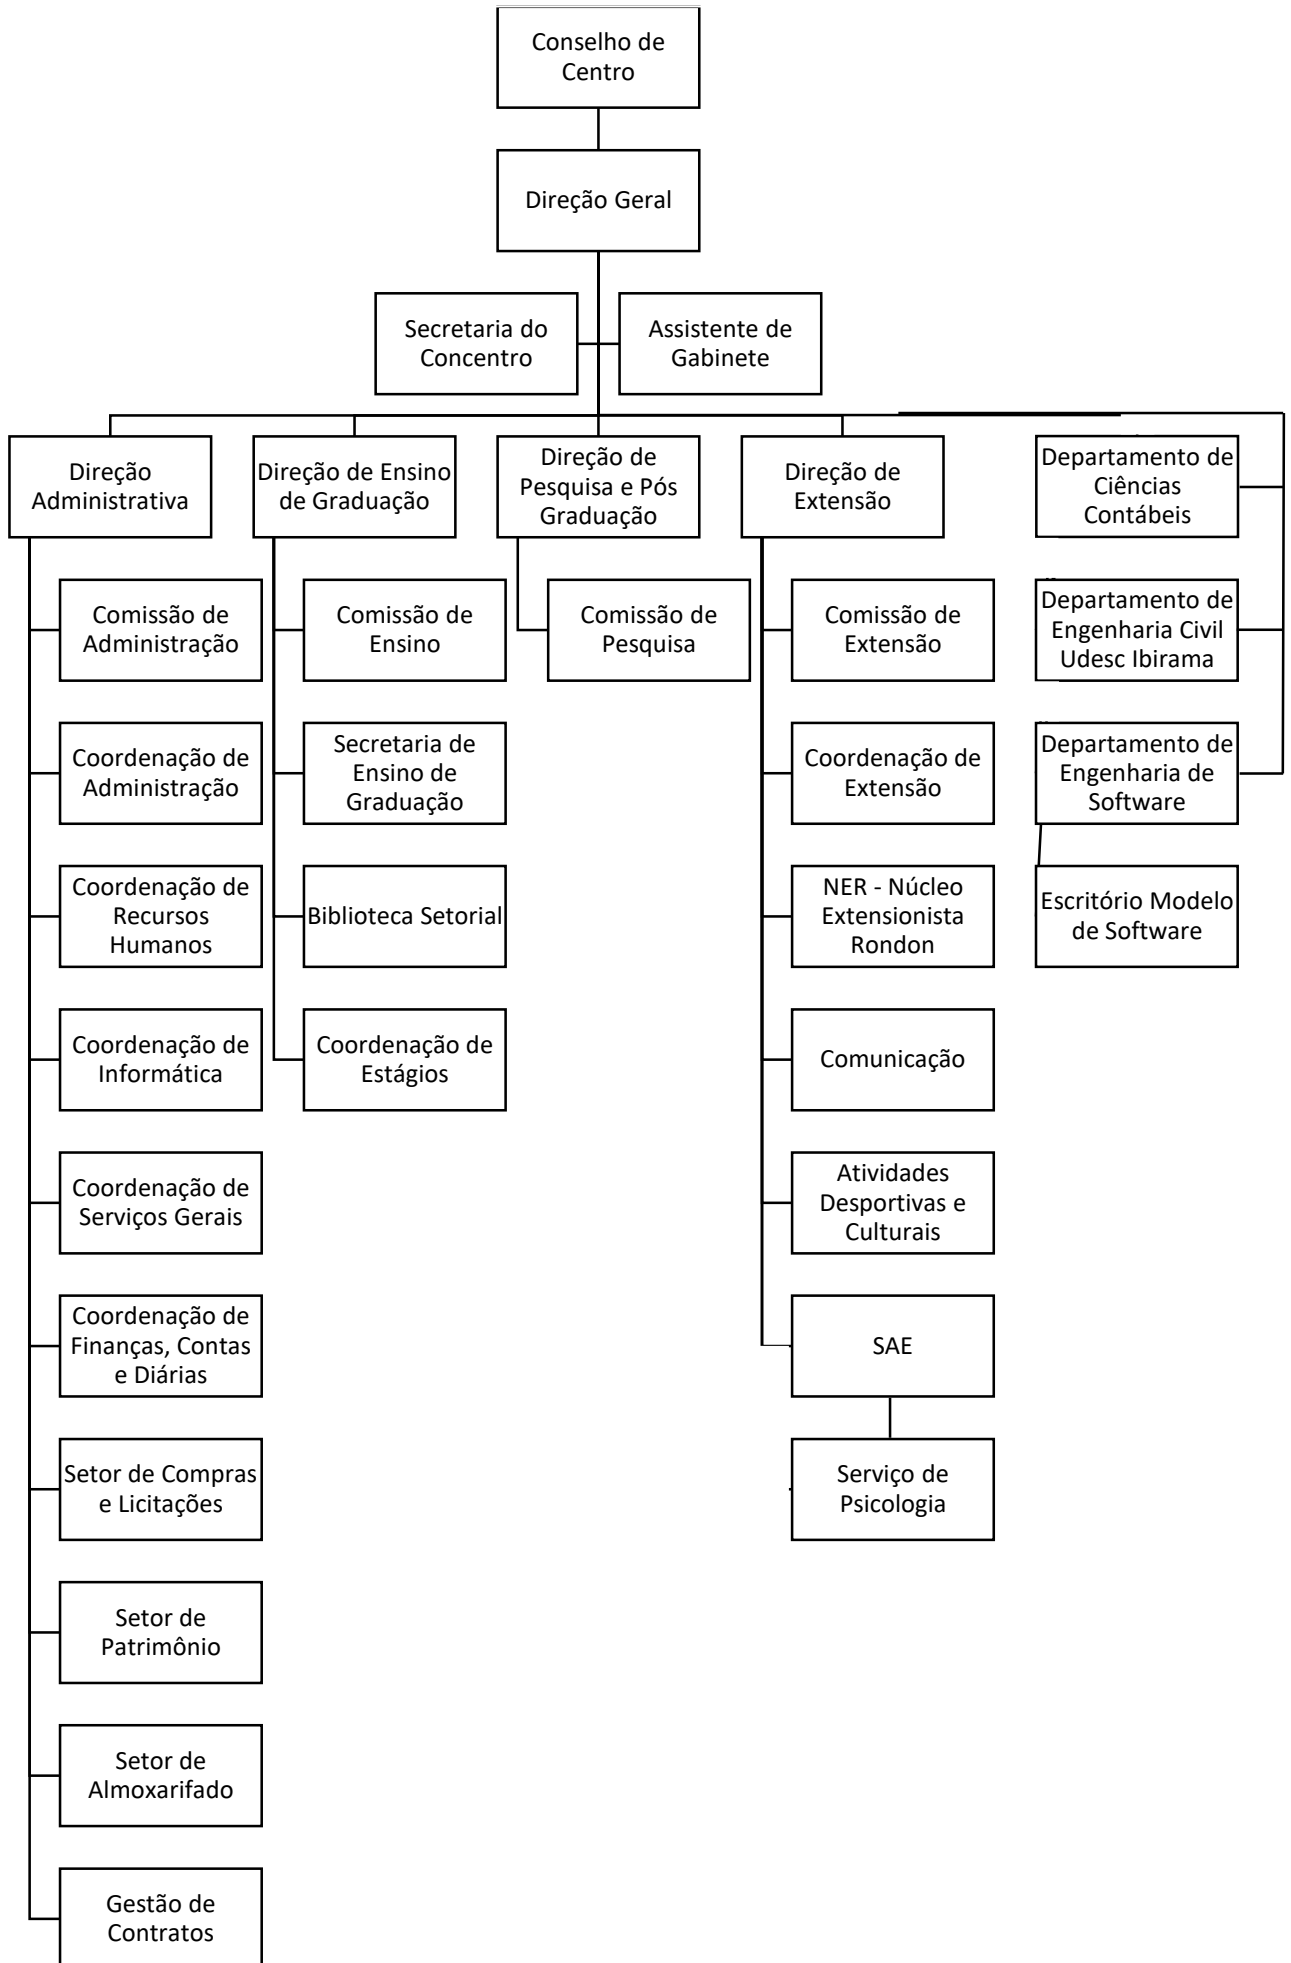 Conselho de
Centro
Direção Geral
Secretaria do
Concentro
Assistente de
Gabinete
Direção
Administrativa
Direção de Ensino
de Graduação
Direção de
Pesquisa e Pós
Graduação
Direção de
Extensão
Departamento de
Ciências
Contábeis
Comissão de
Administração
Comissão de
Ensino
Comissão de
Pesquisa
Comissão de
Extensão
Departamento de
Engenharia Civil
Udesc Ibirama
Coordenação de
Administração
Secretaria de
Ensino de
Graduação
Coordenação de
Extensão
Departamento de
Engenharia de
Software
Coordenação de
Recursos
Humanos
Biblioteca Setorial
NER - Núcleo
Extensionista
Rondon
Escritório Modelo
de Software
Coordenação de
Informática
Coordenação de
Estágios
Comunicação
Coordenação de
Serviços Gerais
Atividades
Desportivas e
Culturais
Coordenação de
Finanças, Contas
e Diárias
SAE
Setor de Compras
e Licitações
Serviço de
Psicologia
Setor de
Patrimônio
Setor de
Almoxarifado
Gestão de
Contratos